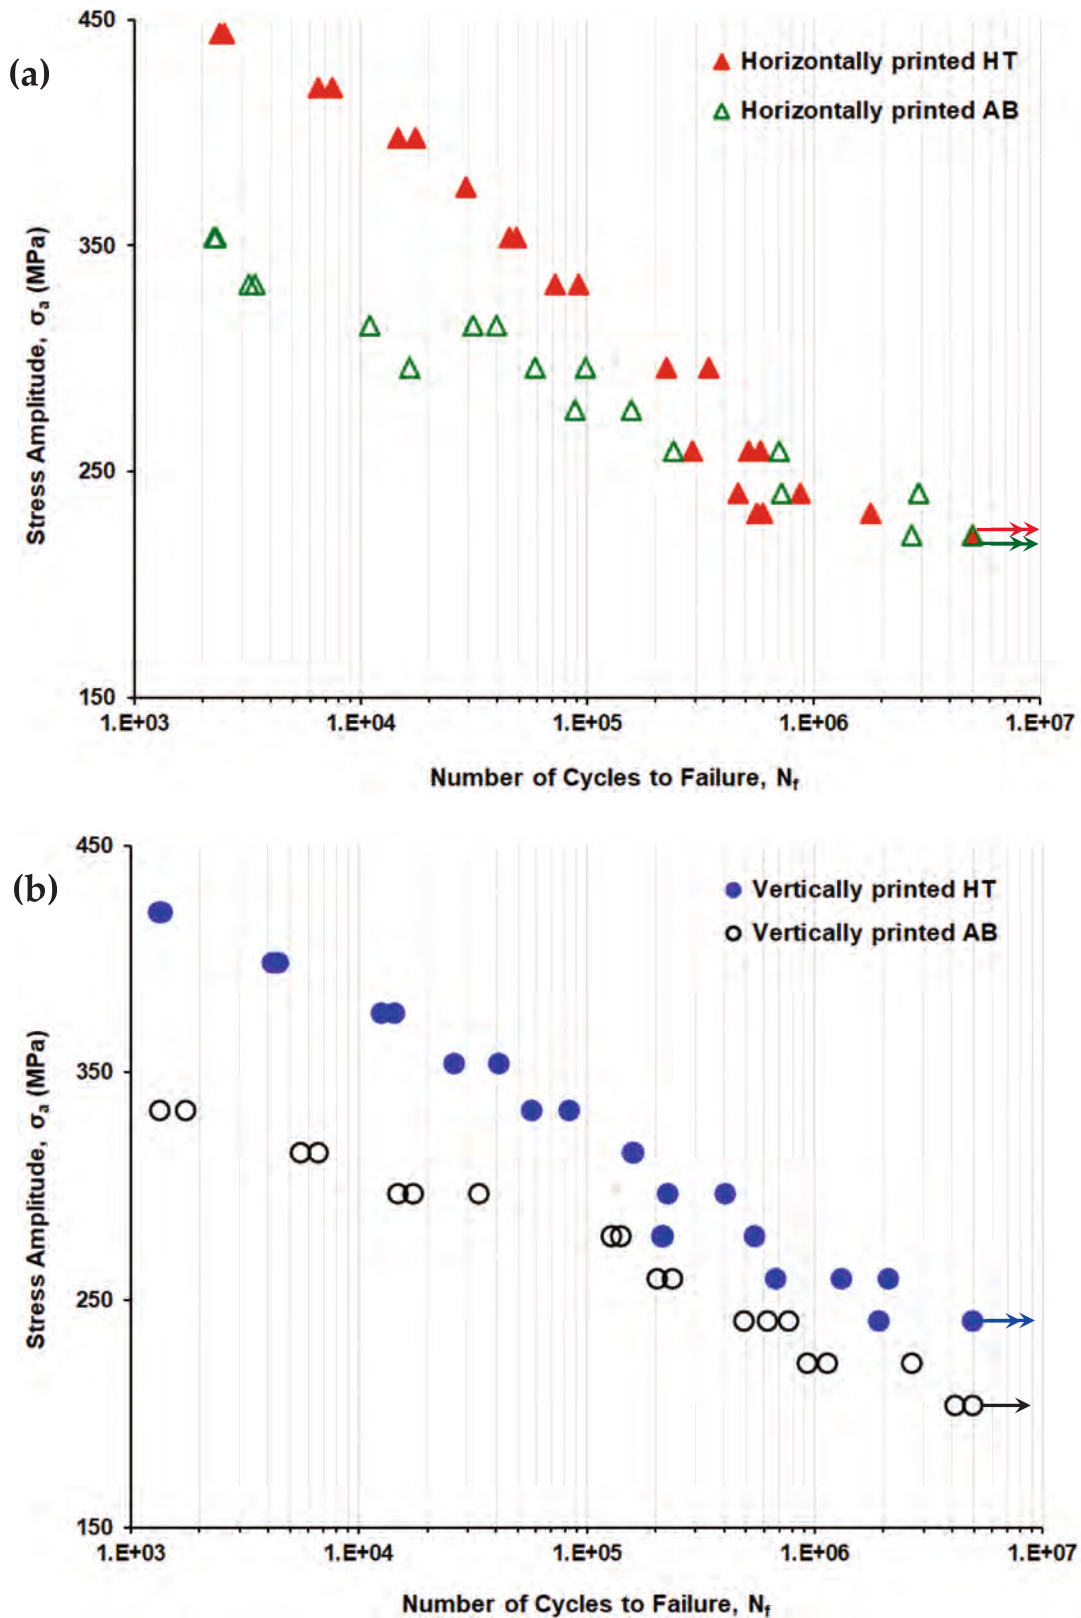 (a)
450
350
250
150
Stress Amplitude, σa (MPa)
Horizontally printed HT
Horizontally printed AB
1.E+03 1.E+04 1.E+05 1.E+06 1.E+07
Number of Cycles to Failure, Nf
(b)
450
350
250
150
Stress Amplitude, σa (MPa)
Vertically printed HT
Vertically printed AB
1.E+03 1.E+04 1.E+05 1.E+06 1.E+07
Number of Cycles to Failure, Nf